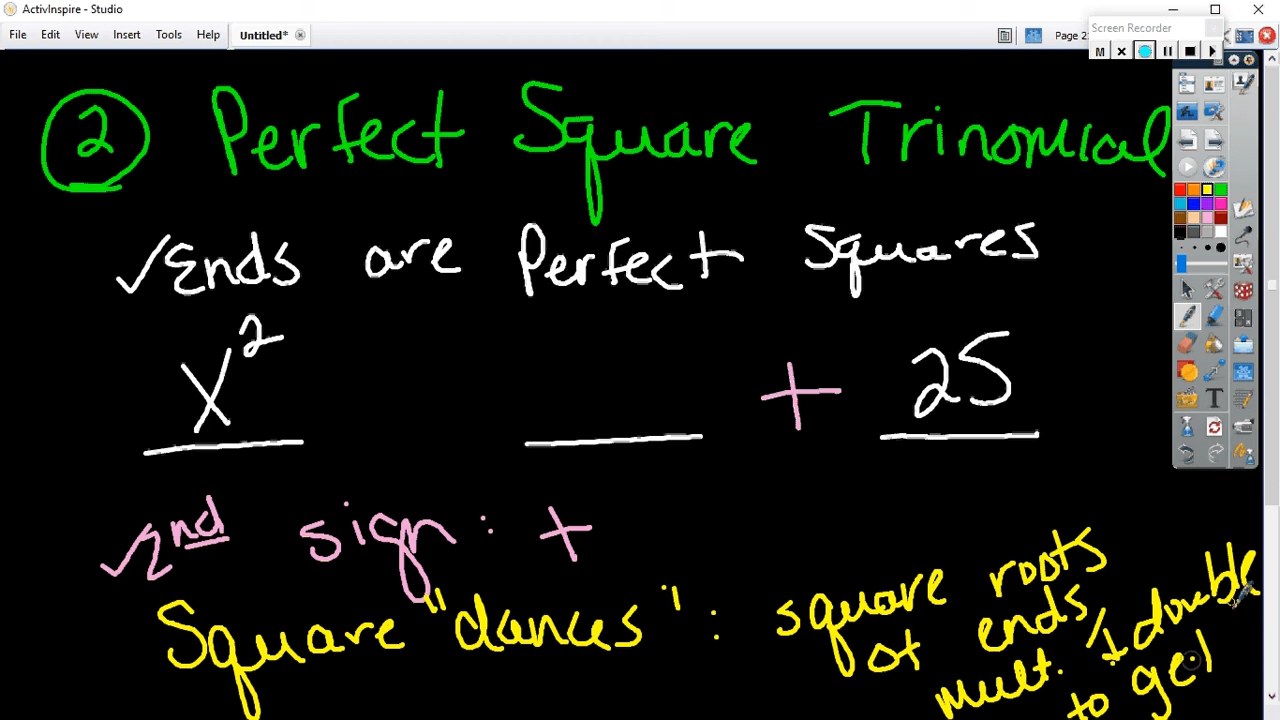 ActivInspire - Studio
File Edit View Insert Tools Help Untitled*
Screen Recorder
M
② Perfect Square Trinomial
✓Ends are Perfect Squares
x² ___ + 25
✓2nd sign: +
Square "dances": square roots
of ends, mult. + double
to get